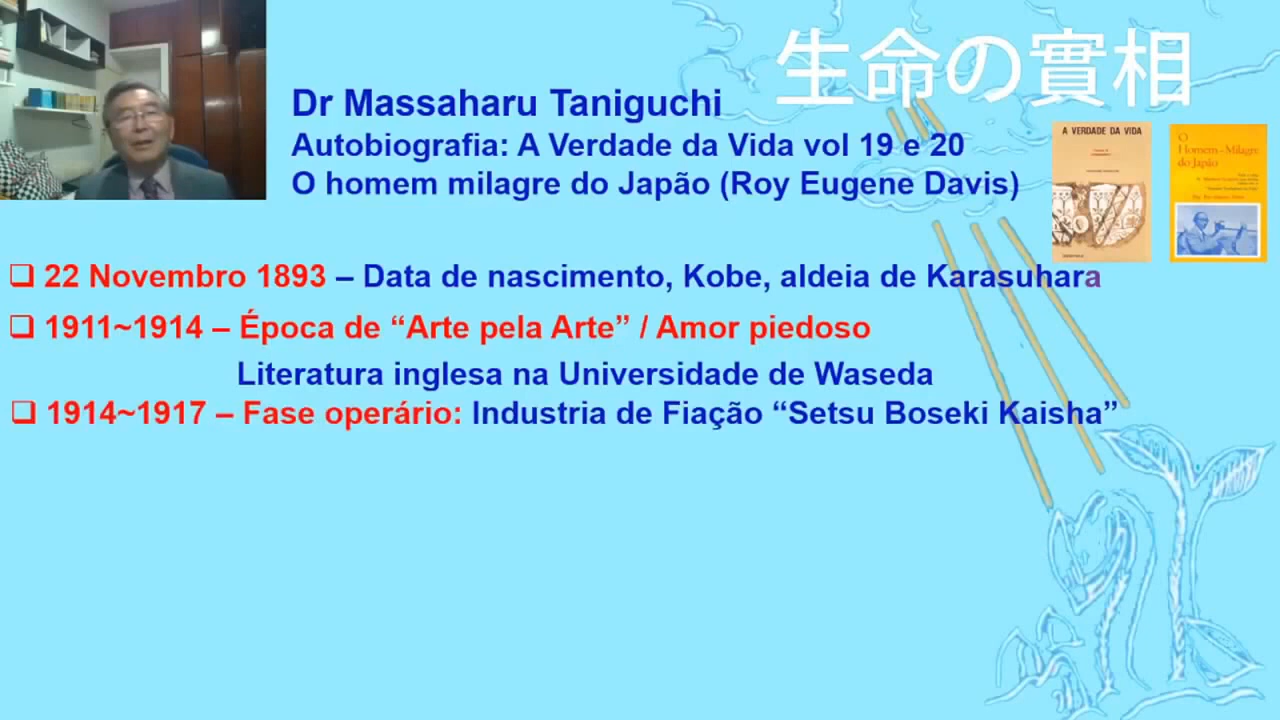 生命の實相
Dr Massaharu Taniguchi
Autobiografia: A Verdade da Vida vol 19 e 20
O homem milagre do Japão (Roy Eugene Davis)
A VERDADE DA VIDA
O
Homem - Milagre
do Japão
❑ 22 Novembro 1893 – Data de nascimento, Kobe, aldeia de Karasuhara
❑ 1911~1914 – Época de “Arte pela Arte” / Amor piedoso
Literatura inglesa na Universidade de Waseda
❑ 1914~1917 – Fase operário: Industria de Fiação “Setsu Boseki Kaisha”